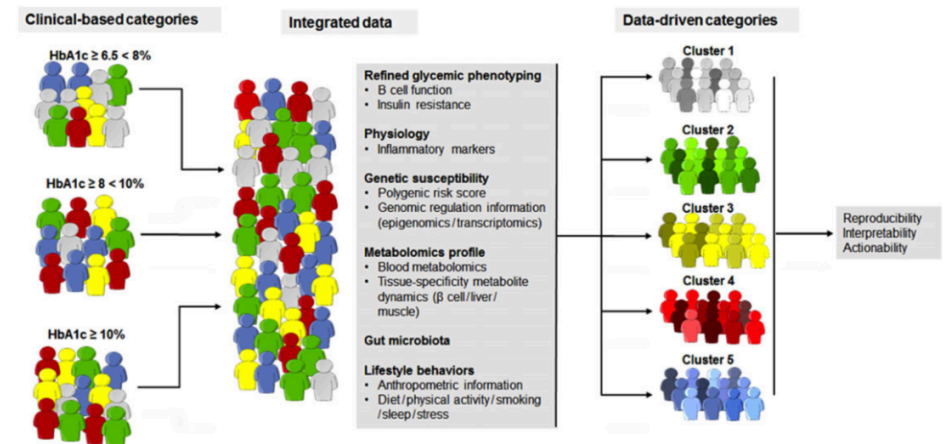 Clinical-based categories
Integrated data
Data-driven categories
HbA1c ≥ 6.5 < 8%
HbA1c ≥ 8 < 10%
HbA1c ≥ 10%
Refined glycemic phenotyping
• B cell function
• Insulin resistance
Physiology
• Inflammatory markers
Genetic susceptibility
• Polygenic risk score
• Genomic regulation information
(epigenomics/transcriptomics)
Metabolomics profile
• Blood metabolomics
• Tissue-specificity metabolite
dynamics (β cell/liver/
muscle)
Gut microbiota
Lifestyle behaviors
• Anthropometric information
• Diet/physical activity/smoking
/sleep/stress
Cluster 1
Cluster 2
Cluster 3
Cluster 4
Cluster 5
Reproducibility
Interpretability
Actionability